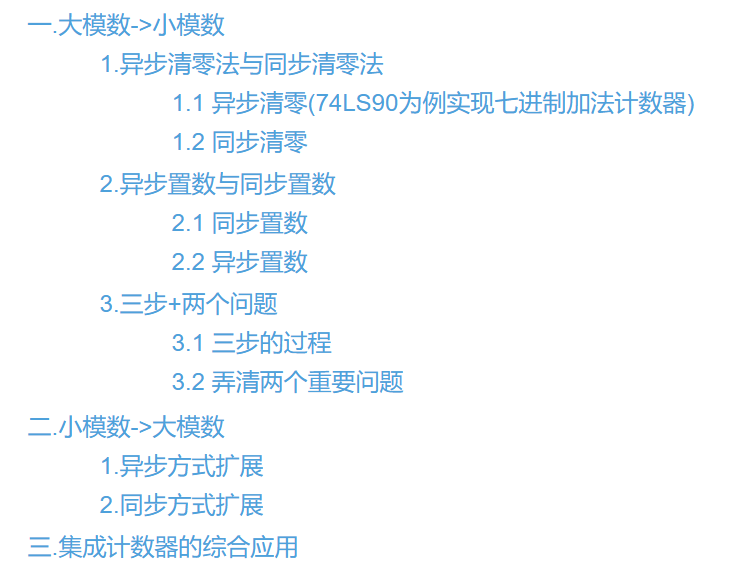 一.大模数->小模数
1.异步清零法与同步清零法
1.1 异步清零(74LS90为例实现七进制加法计数器)
1.2 同步清零
2.异步置数与同步置数
2.1 同步置数
2.2 异步置数
3.三步+两个问题
3.1 三步的过程
3.2 弄清两个重要问题
二.小模数->大模数
1.异步方式扩展
2.同步方式扩展
三.集成计数器的综合应用